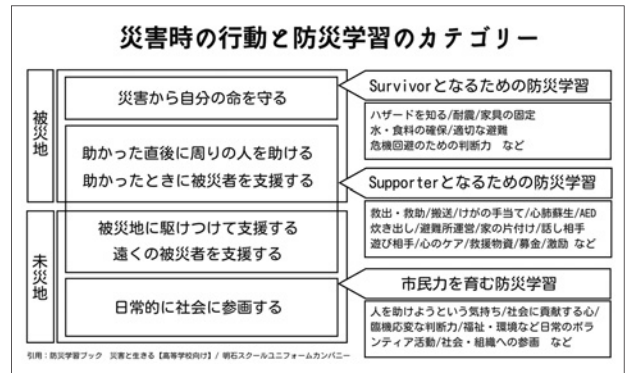 災害時の行動と防災学習のカテゴリー
被災地
災害から自分の命を守る
助かった直後に周りの人を助ける
助かったときに被災者を支援する
未災地
被災地に駆けつけて支援する
遠くの被災者を支援する
日常的に社会に参画する
Survivorとなるための防災学習
ハザードを知る/耐震/家具の固定
水・食料の確保/適切な避難
危機回避のための判断力 など
Supporterとなるための防災学習
救出・救助/搬送/けがの手当て/心肺蘇生/AED
炊き出し/避難所運営/家の片付け/話し相手
遊び相手/心のケア/救援物資/募金/激励 など
市民力を育む防災学習
人を助けようという気持ち/社会に貢献する心/
臨機応変な判断力/福祉・環境など日常のボラ
ンティア活動/社会・組織への参画 など
引用：防災学習ブック 災害と生きる【高等学校向け】/ 明石スクールユニフォームカンパニー